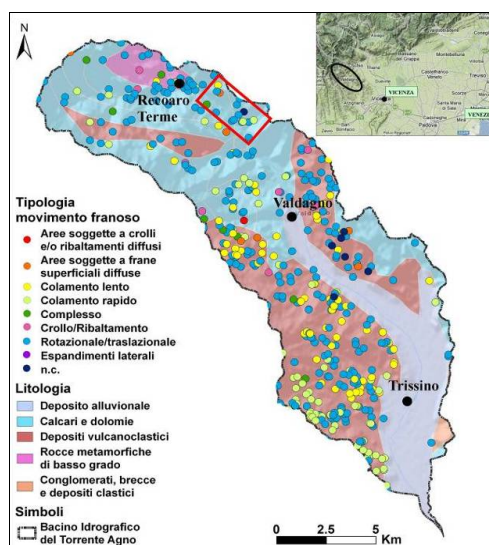 N
VICENZA
VENEZIA
Recoaro
Terme
Valdagno
Trissino
Tipologia
movimento franoso
Aree soggette a crolli
e/o ribaltamenti diffusi
Aree soggette a frane
superficiali diffuse
Colamento lento
Colamento rapido
Complesso
Crollo/Ribaltamento
Rotazionale/traslazionale
Espandimenti laterali
n.c.
Litologia
Deposito alluvionale
Calcari e dolomie
Depositi vulcanoclastici
Rocce metamorfiche
di basso grado
Conglomerati, brecce
e depositi clastici
Simboli
Bacino Idrografico
del Torrente Agno
0 2.5 5
Km